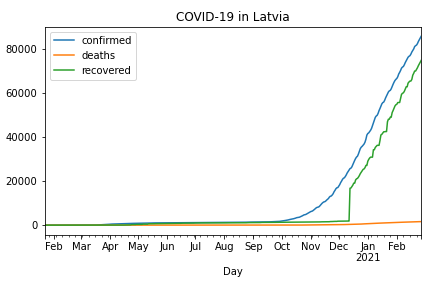 COVID-19 in Latvia
confirmed
deaths
recovered
80000
60000
40000
20000
0
Feb Mar Apr May Jun Jul Aug Sep Oct Nov Dec Jan Feb
2021
Day